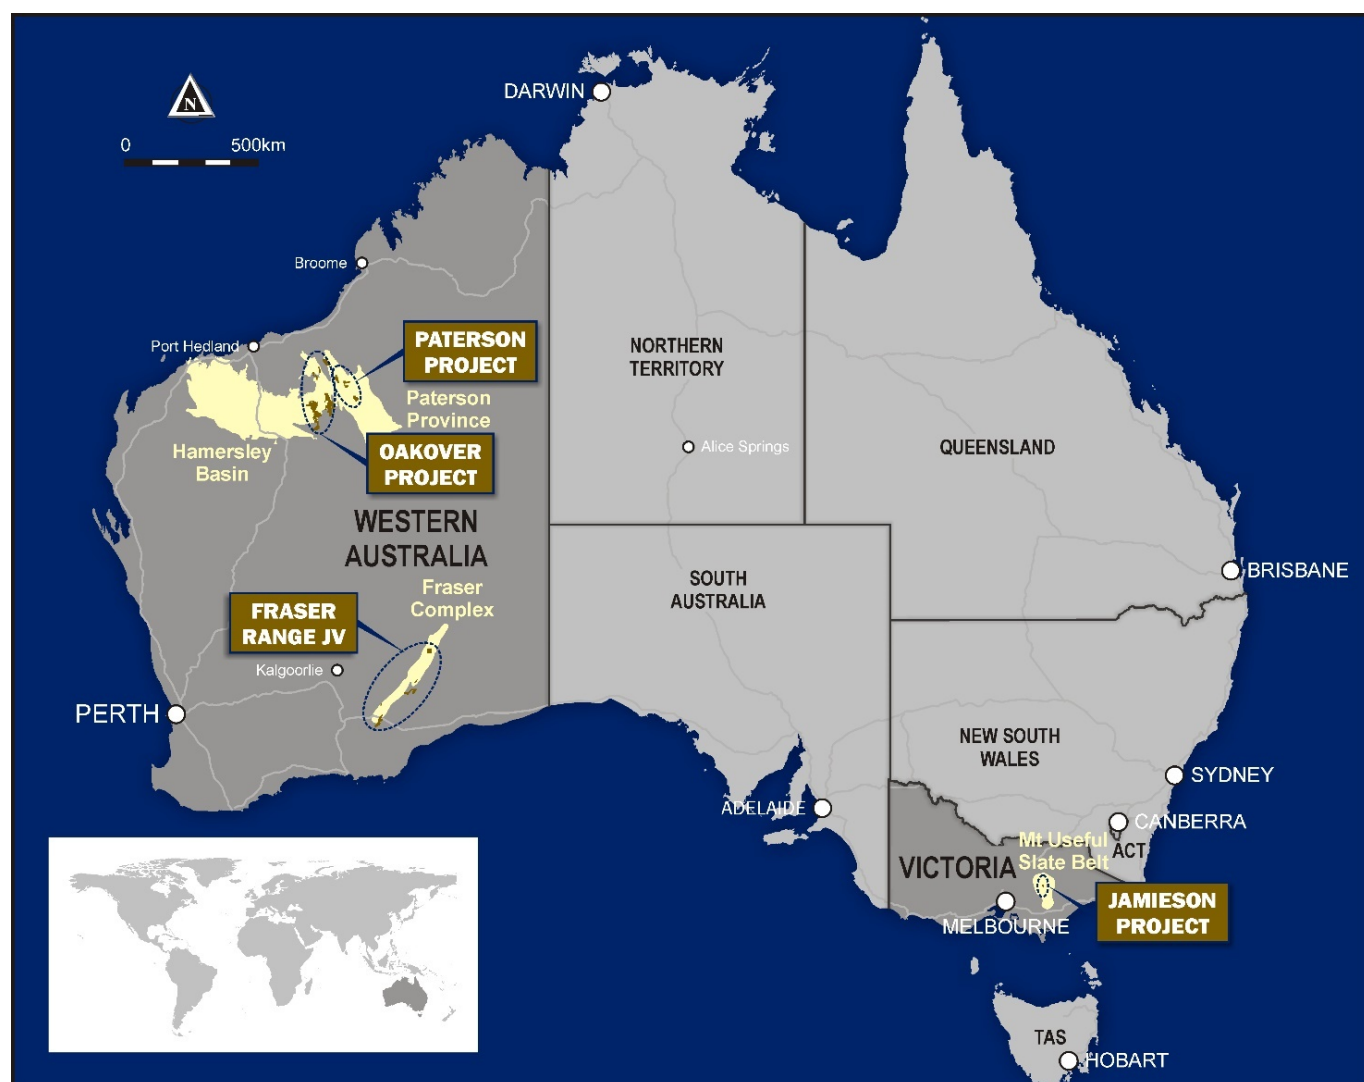 DARWIN
N
0 500km
Broome
Port Hedland
PATERSON
PROJECT
NORTHERN
TERRITORY
Paterson
Province
Hamersley
Basin
OAKOVER
PROJECT
Alice Springs
QUEENSLAND
WESTERN
AUSTRALIA
SOUTH
AUSTRALIA
BRISBANE
Fraser
Complex
FRASER
RANGE JV
Kalgoorlie
PERTH
NEW SOUTH
WALES
SYDNEY
ADELAIDE
CANBERRA
ACT
Mt Useful
Slate Belt
VICTORIA
MELBOURNE
JAMIESON
PROJECT
TAS
HOBART